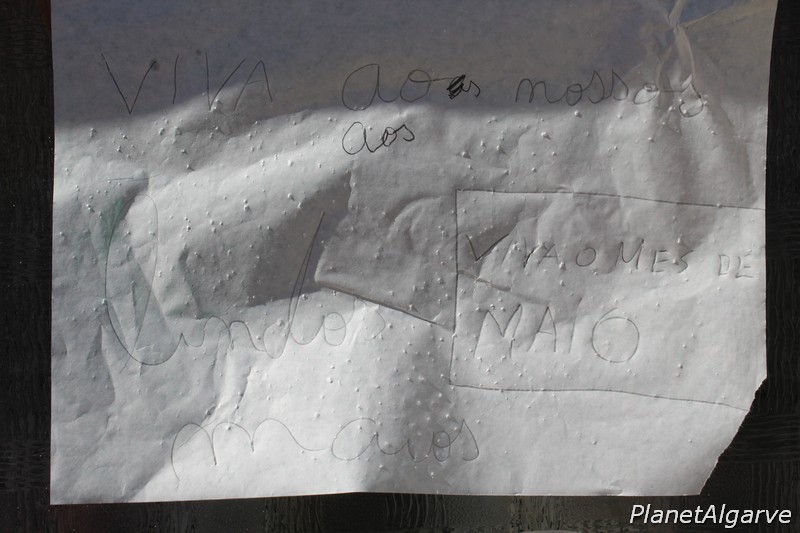 VIVA aos nossos
aos
lindos
maios
VIVA O MES DE
MAIO
PlanetAlgarve